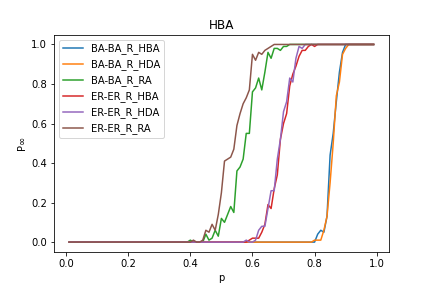 HBA
1.0
0.8
0.6
0.4
0.2
0.0
P∞
BA-BA_R_HBA
BA-BA_R_HDA
BA-BA_R_RA
ER-ER_R_HBA
ER-ER_R_HDA
ER-ER_R_RA
0.0 0.2 0.4 0.6 0.8 1.0
p